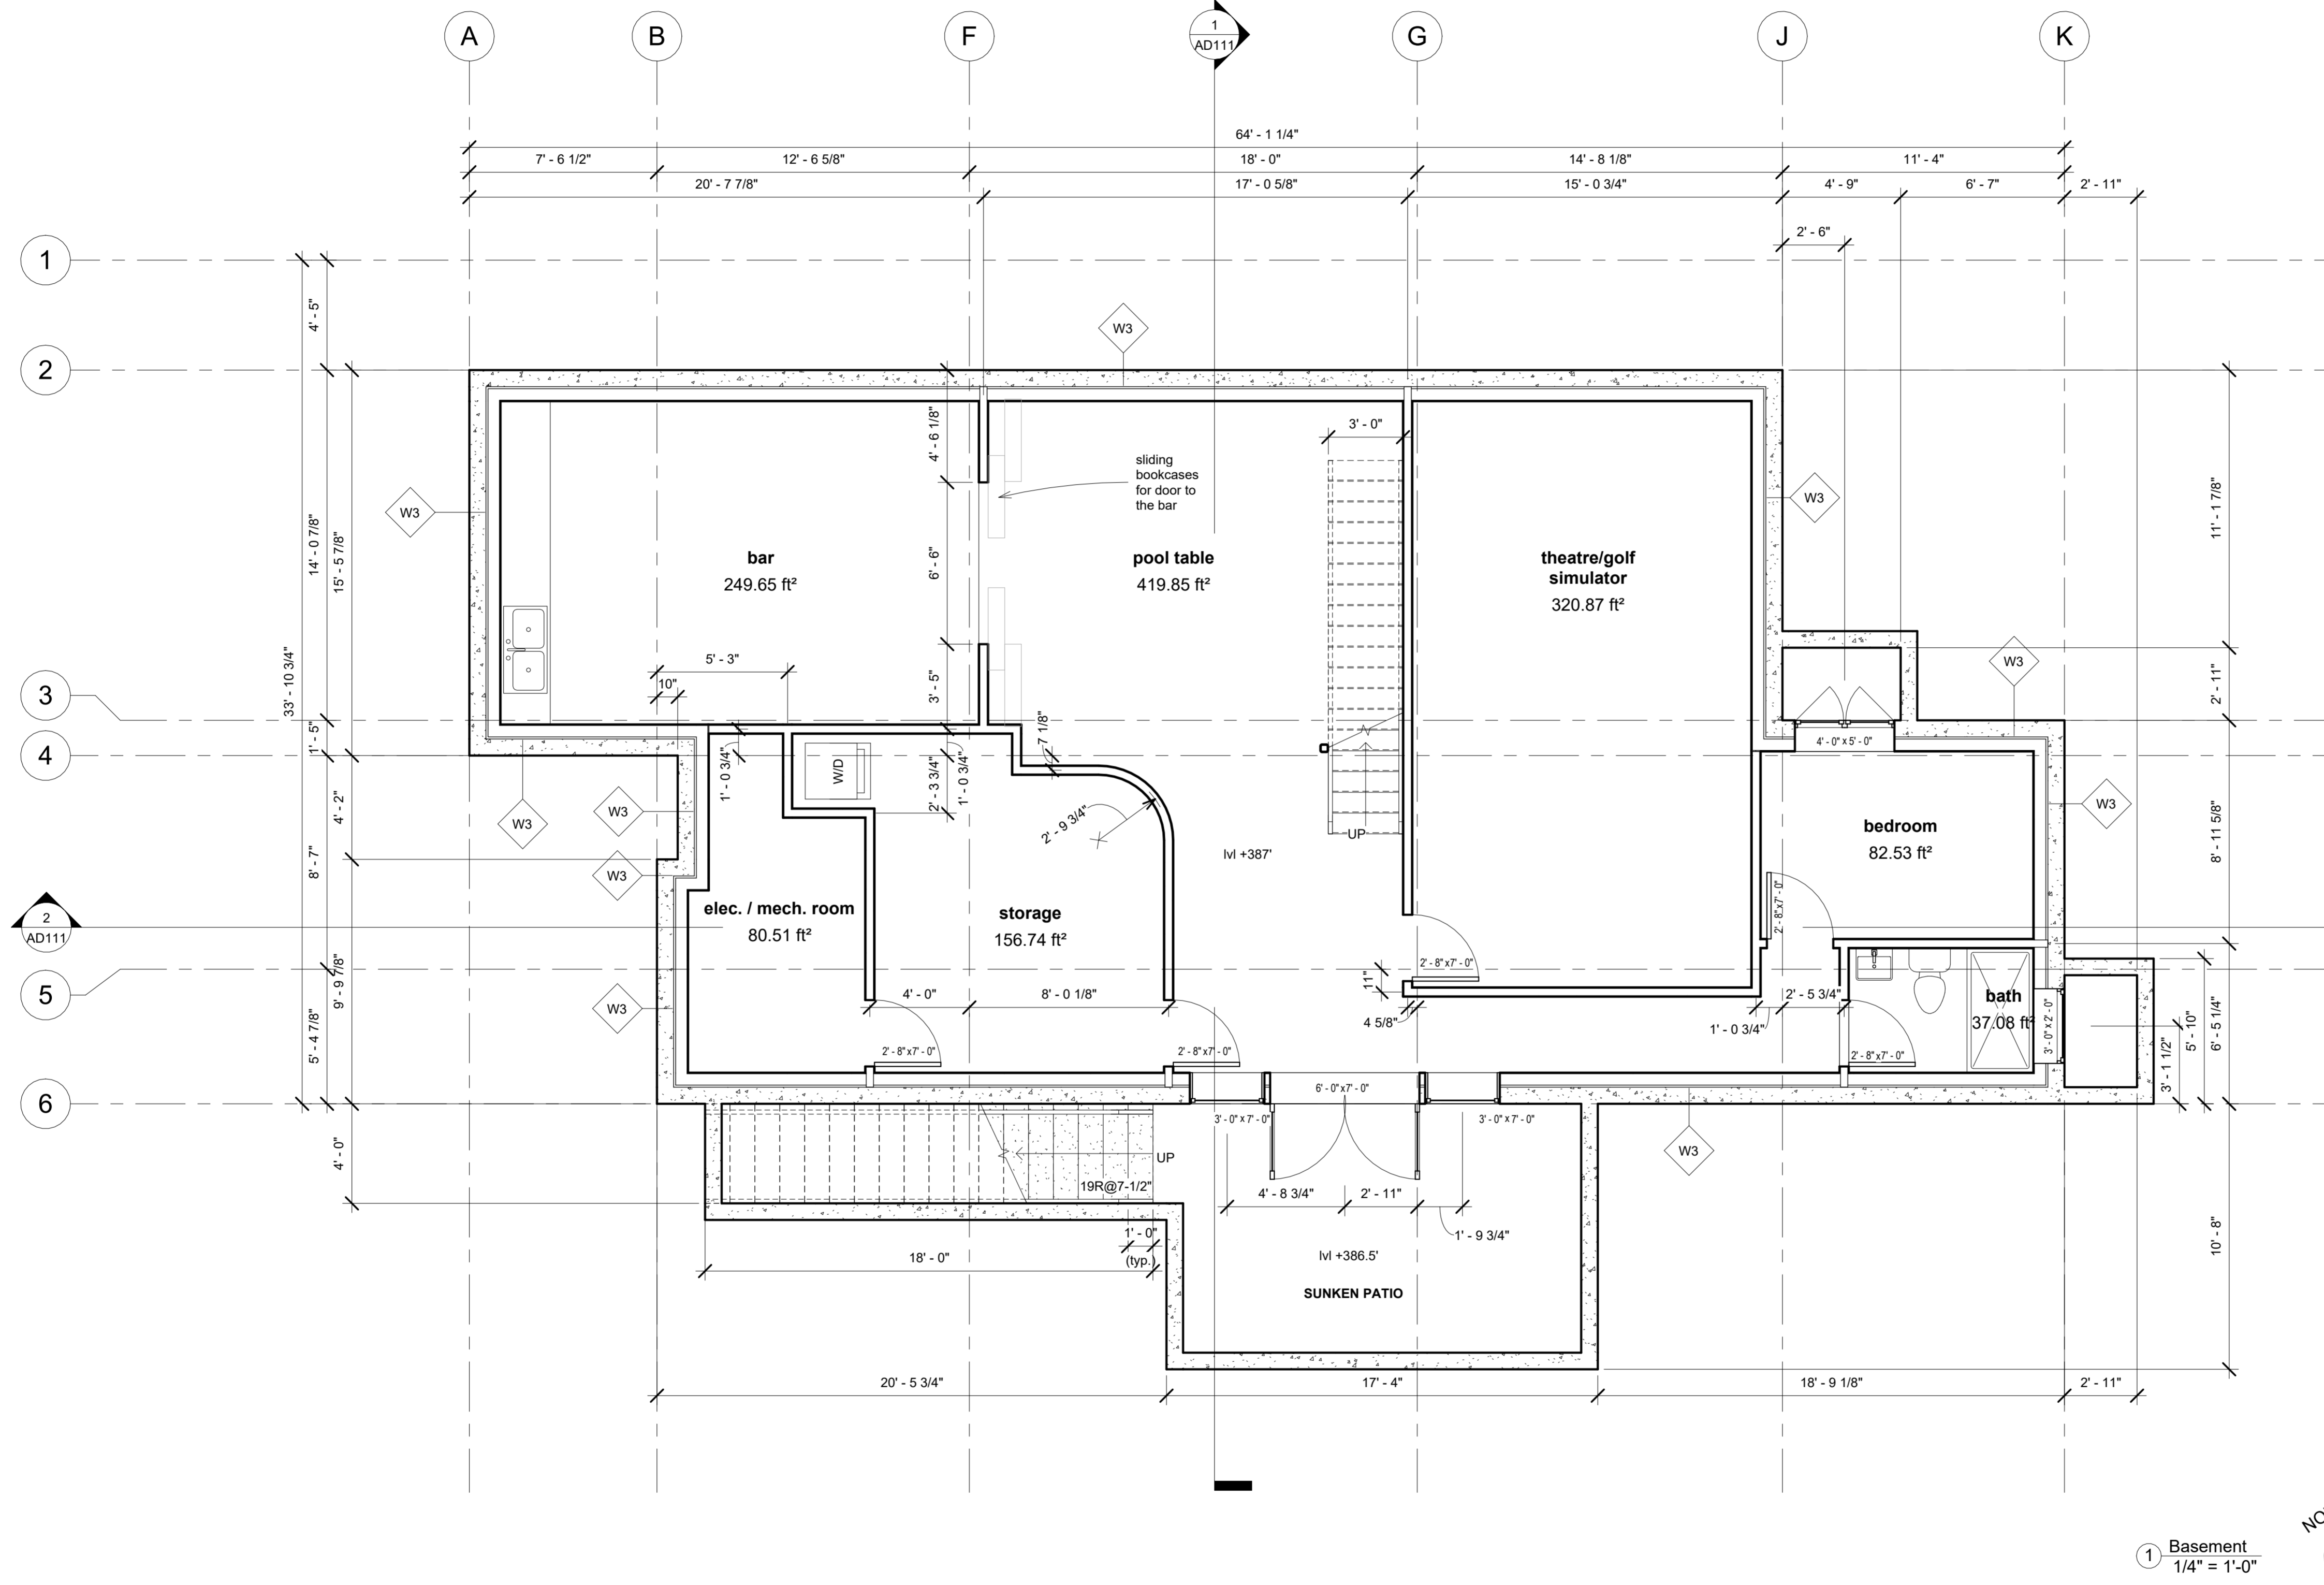 A
B
F
1
AD111
G
J
K
64' - 1 1/4"
7' - 6 1/2"
12' - 6 5/8"
18' - 0"
14' - 8 1/8"
11' - 4"
20' - 7 7/8"
17' - 0 5/8"
15' - 0 3/4"
4' - 9"
6' - 7"
2' - 11"
2' - 6"
1
4' - 5"
W3
2
4' - 6 1/8"
3' - 0"
sliding
bookcases
for door to
the bar
W3
W3
11' - 1 7/8"
14' - 0 7/8"
15' - 5 7/8"
bar
249.65 ft²
6' - 6"
pool table
419.85 ft²
theatre/golf
simulator
320.87 ft²
33' - 10 3/4"
5' - 3"
10"
3' - 5"
W3
2' - 11"
3
1' - 5"
7 1/8"
4' - 0" x 5' - 0"
4
1' - 0 3/4"
W/D
2' - 3 3/4"
1' - 0 3/4"
W3
W3
W3
4' - 2"
2' - 9 3/4"
UP
bedroom
82.53 ft²
8' - 11 5/8"
lvl +387'
8' - 7"
W3
2' - 8" x 7' - 0"
2
AD111
elec. / mech. room
80.51 ft²
storage
156.74 ft²
2' - 8" x 7' - 0"
5
9' - 9 7/8"
11"
W3
4' - 0"
8' - 0 1/8"
2' - 5 3/4"
bath
37.08 ft²
4 5/8"
1' - 0 3/4"
3' - 0" x 2' - 0"
5' - 4 7/8"
2' - 8" x 7' - 0"
2' - 8" x 7' - 0"
2' - 8" x 7' - 0"
3' - 1 1/2"
5' - 10"
6' - 5 1/4"
6' - 0" x 7' - 0"
6
3' - 0" x 7' - 0"
3' - 0" x 7' - 0"
4' - 0"
UP
W3
19R@7-1/2"
4' - 8 3/4"
2' - 11"
1' - 9 3/4"
1' - 0"
(typ.)
18' - 0"
lvl +386.5'
10' - 8"
SUNKEN PATIO
20' - 5 3/4"
17' - 4"
18' - 9 1/8"
2' - 11"
1
Basement
1/4" = 1'-0"